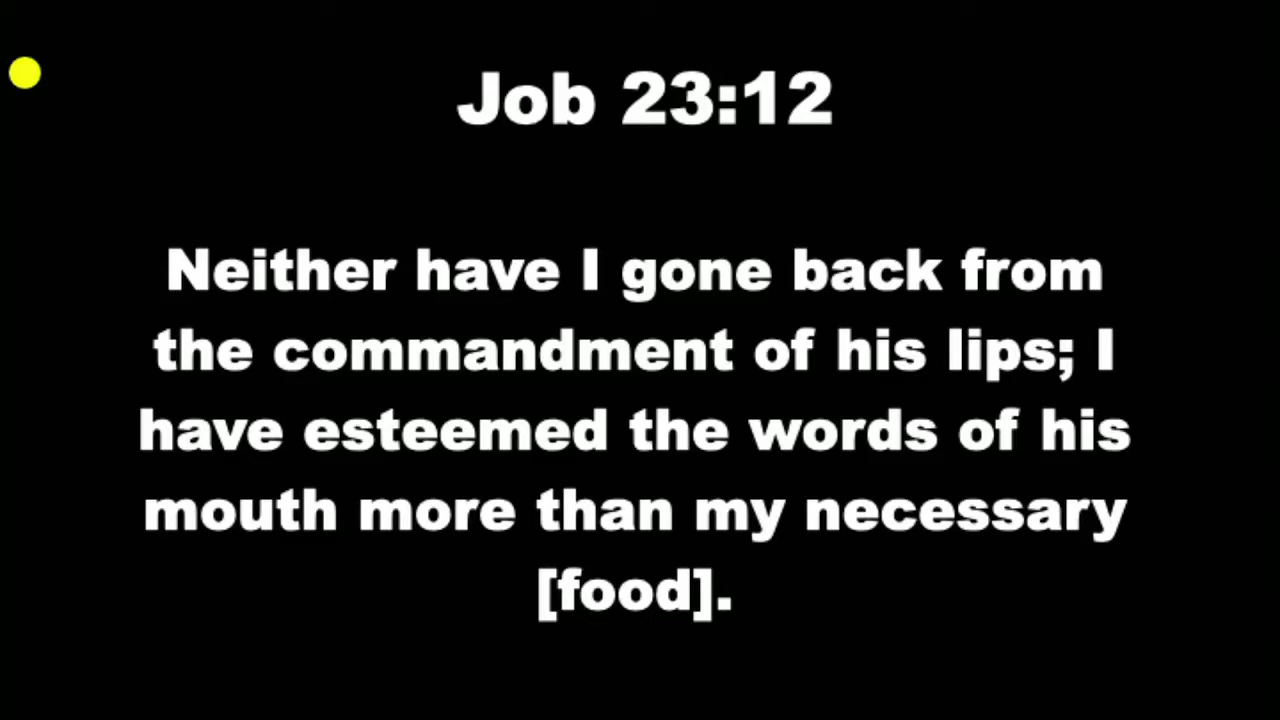 Job 23:12
Neither have I gone back from
the commandment of his lips; I
have esteemed the words of his
mouth more than my necessary
[food].